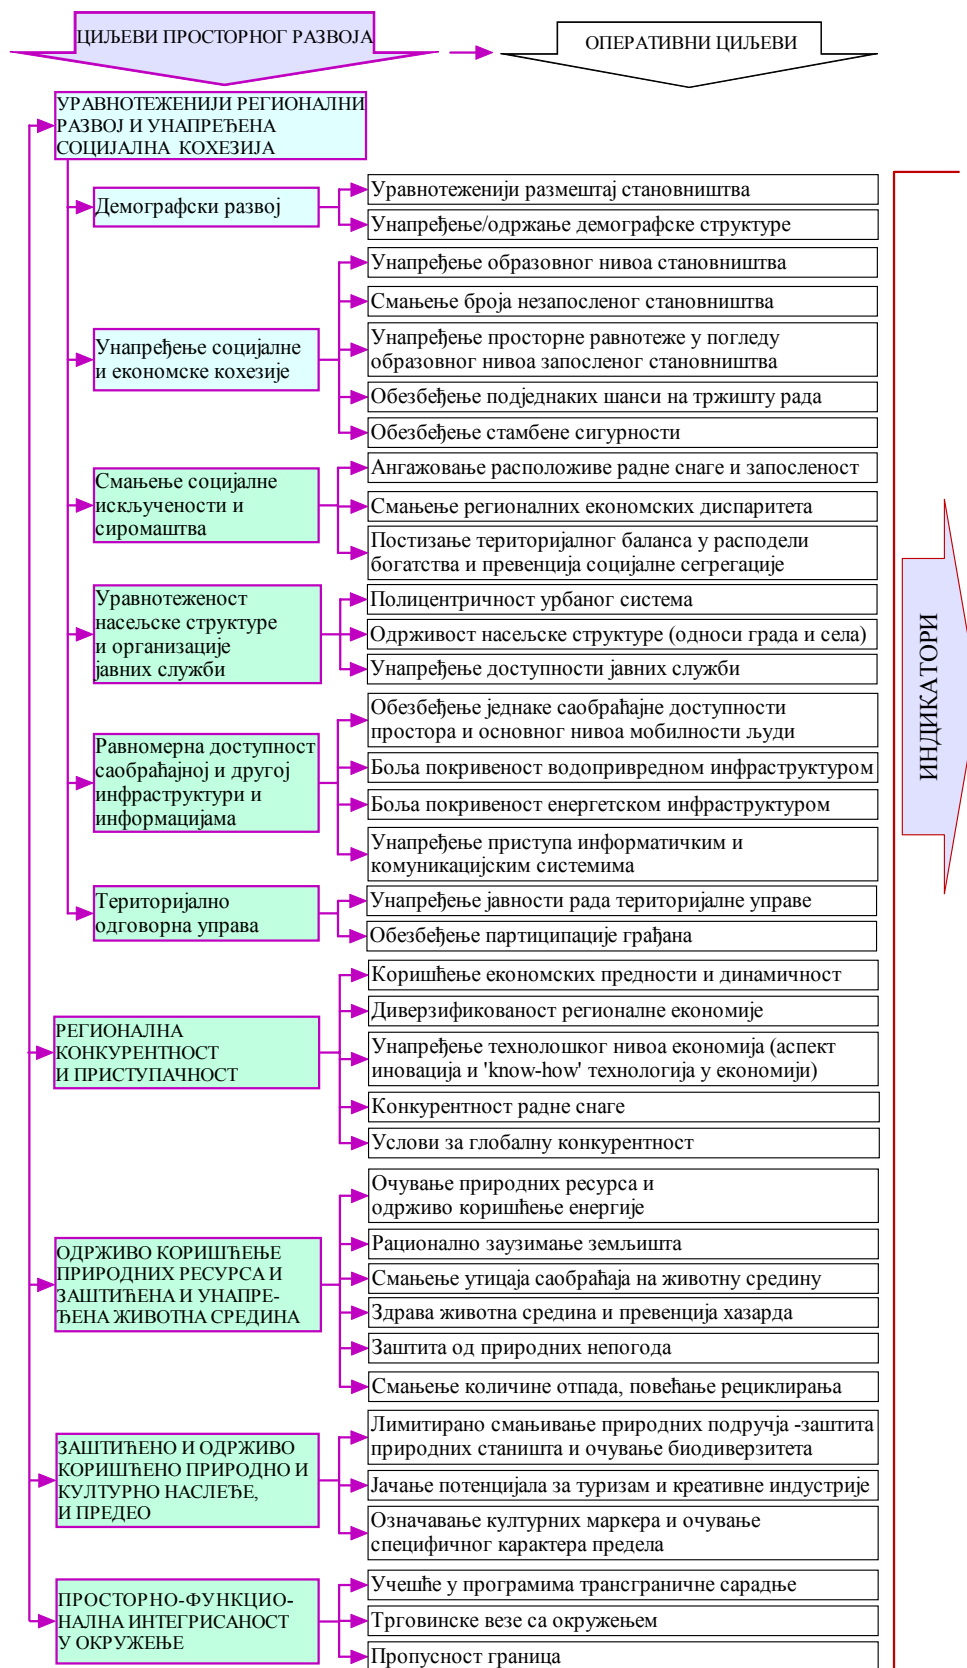 ЦИЉЕВИ ПРОСТОРНОГ РАЗВОЈА
ОПЕРАТИВНИ ЦИЉЕВИ
УРАВНОТЕЖЕНИЈИ РЕГИОНАЛНИ
РАЗВОЈ И УНАПРЕЂЕНА
СОЦИЈАЛНА КОХЕЗИЈА
Демографски развој
Уравнотеженији размештај становништва
Унапређење/одржање демографске структуре
Унапређење социјалне
и економске кохезије
Унапређење образовног нивоа становништва
Смањење броја незапосленог становништва
Унапређење просторне равнотеже у погледу
образовног нивоа запосленог становништва
Обезбеђење подједнаких шанси на тржишту рада
Обезбеђење стамбене сигурности
Смањење социјалне
искључености и
сиромаштва
Ангажовање расположиве радне снаге и запосленост
Смањење регионалних економских диспаритета
Постизање територијалног баланса у расподели
богатства и превенција социјалне сегрегације
Уравнотеженост
насељске структуре
и организације
јавних служби
Полицентричност урбаног система
Одрживост насељске структуре (односи града и села)
Унапређење доступности јавних служби
Равномерна доступност
саобраћајној и другој
инфраструктури и
информацијама
Обезбеђење једнаке саобраћајне доступности
простора и основног нивоа мобилности људи
Боља покривеност водопривредном инфраструктуром
Боља покривеност енергетском инфраструктуром
Унапређење приступа информатичким и
комуникацијским системима
Територијално
одговорна управа
Унапређење јавности рада територијалне управе
Обезбеђење партиципације грађана
РЕГИОНАЛНА
КОНКУРЕНТНОСТ
И ПРИСТУПАЧНОСТ
Коришћење економских предности и динамичност
Диверзификованост регионалне економије
Унапређење технолошког нивоа економија (аспект
иновација и 'know-how' технологија у економији)
Конкурентност радне снаге
Услови за глобалну конкурентност
ОДРЖИВО КОРИШЋЕЊЕ
ПРИРОДНИХ РЕСУРСА И
ЗАШТИЋЕНА И УНАПРЕ-
ЂЕНА ЖИВОТНА СРЕДИНА
Очување природних ресурса и
одрживо коришћење енергије
Рационално заузимање земљишта
Смањење утицаја саобраћаја на животну средину
Здрава животна средина и превенција хазарда
Заштита од природних непогода
Смањење количине отпада, повећање рециклирања
ЗАШТИЋЕНО И ОДРЖИВО
КОРИШЋЕНО ПРИРОДНО И
КУЛТУРНО НАСЛЕЂЕ,
И ПРЕДЕО
Лимитирано смањивање природних подручја -заштита
природних станишта и очување биодиверзитета
Јачање потенцијала за туризам и креативне индустрије
Означавање културних маркера и очување
специфичног карактера предела
ПРОСТОРНО-ФУНКЦИО-
НАЛНА ИНТЕГРИСАНОСТ
У ОКРУЖЕЊЕ
Учешће у програмима трансграничне сарадње
Трговинске везе са окружењем
Пропусност граница
ИНДИКАТОРИ